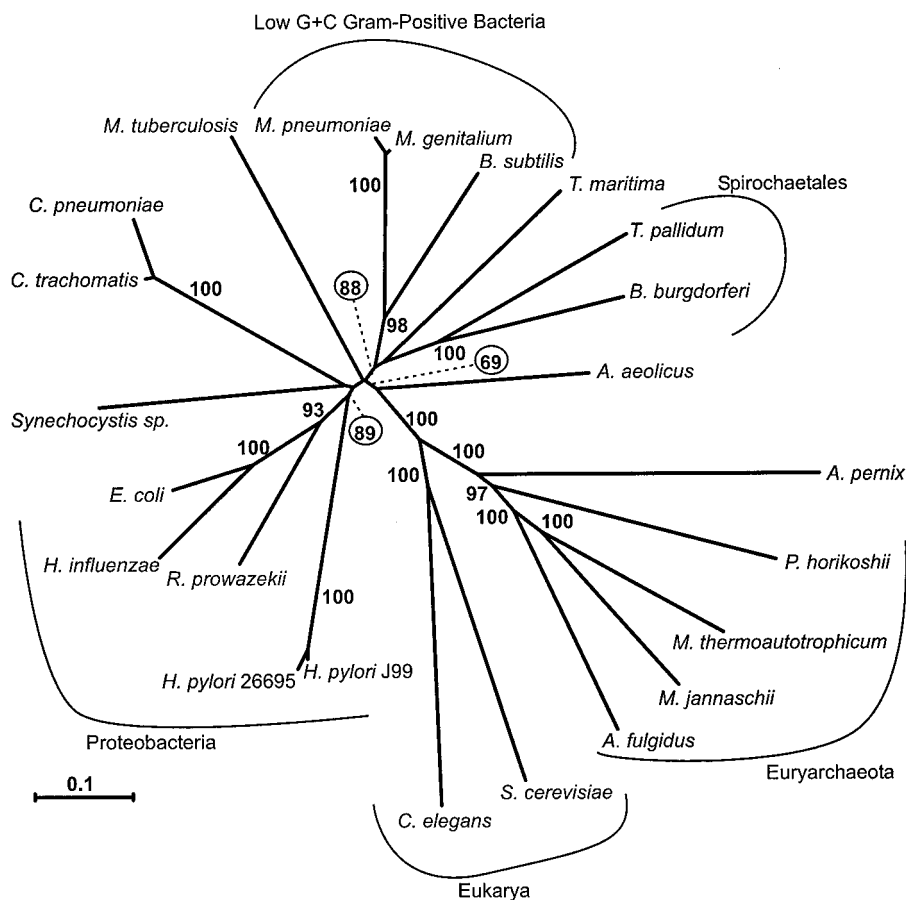 Low G+C Gram-Positive Bacteria
M. tuberculosis
M. pneumoniae
M. genitalium
B. subtilis
T. maritima
Spirochaetales
T. pallidum
B. burgdorferi
A. aeolicus
C. pneumoniae
C. trachomatis
100
100
88
98
100
69
Synechocystis sp.
93
89
100
100
100
100
97
100
100
A. pernix
E. coli
H. influenzae
R. prowazekii
100
P. horikoshii
M. thermoautotrophicum
M. jannaschii
A. fulgidus
H. pylori 26695
H. pylori J99
Proteobacteria
Euryarchaeota
0.1
S. cerevisiae
C. elegans
Eukarya